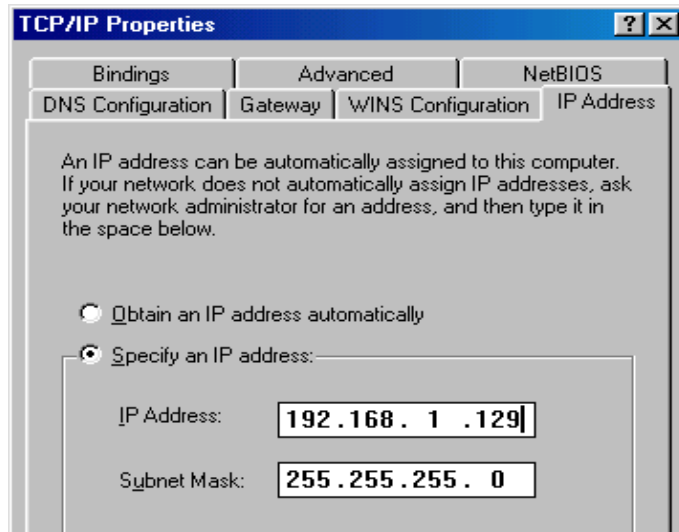 TCP/IP Properties
Bindings Advanced NetBIOS
DNS Configuration Gateway WINS Configuration IP Address
An IP address can be automatically assigned to this computer.
If your network does not automatically assign IP addresses, ask
your network administrator for an address, and then type it in
the space below.
Obtain an IP address automatically
Specify an IP address:
IP Address: 192.168. 1 .129
Subnet Mask: 255.255.255. 0